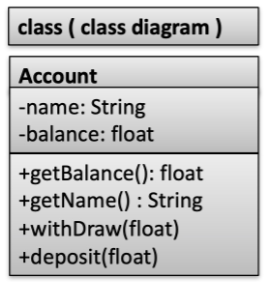 class ( class diagram )
Account
-name: String
-balance: float
+getBalance(): float
+getName() : String
+withDraw(float)
+deposit(float)